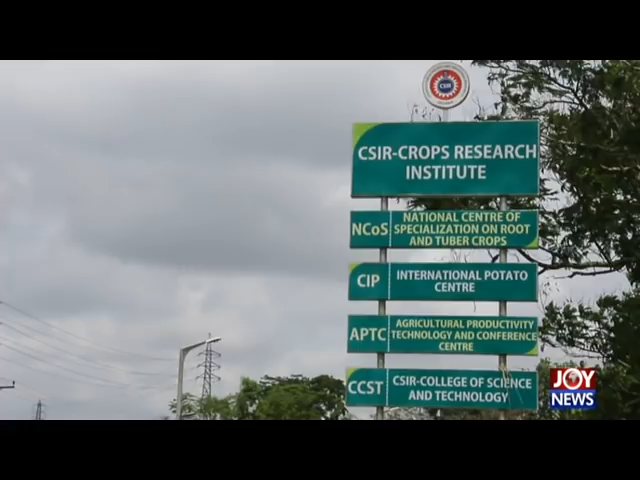 CSIR
CSIR-CROPS RESEARCH
INSTITUTE
NCoS
NATIONAL CENTRE OF
SPECIALIZATION ON ROOT
AND TUBER CROPS
CIP
INTERNATIONAL POTATO
CENTRE
APTC
AGRICULTURAL PRODUCTIVITY
TECHNOLOGY AND CONFERENCE
CENTRE
CCST
CSIR-COLLEGE OF SCIENCE
AND TECHNOLOGY
JOY
NEWS